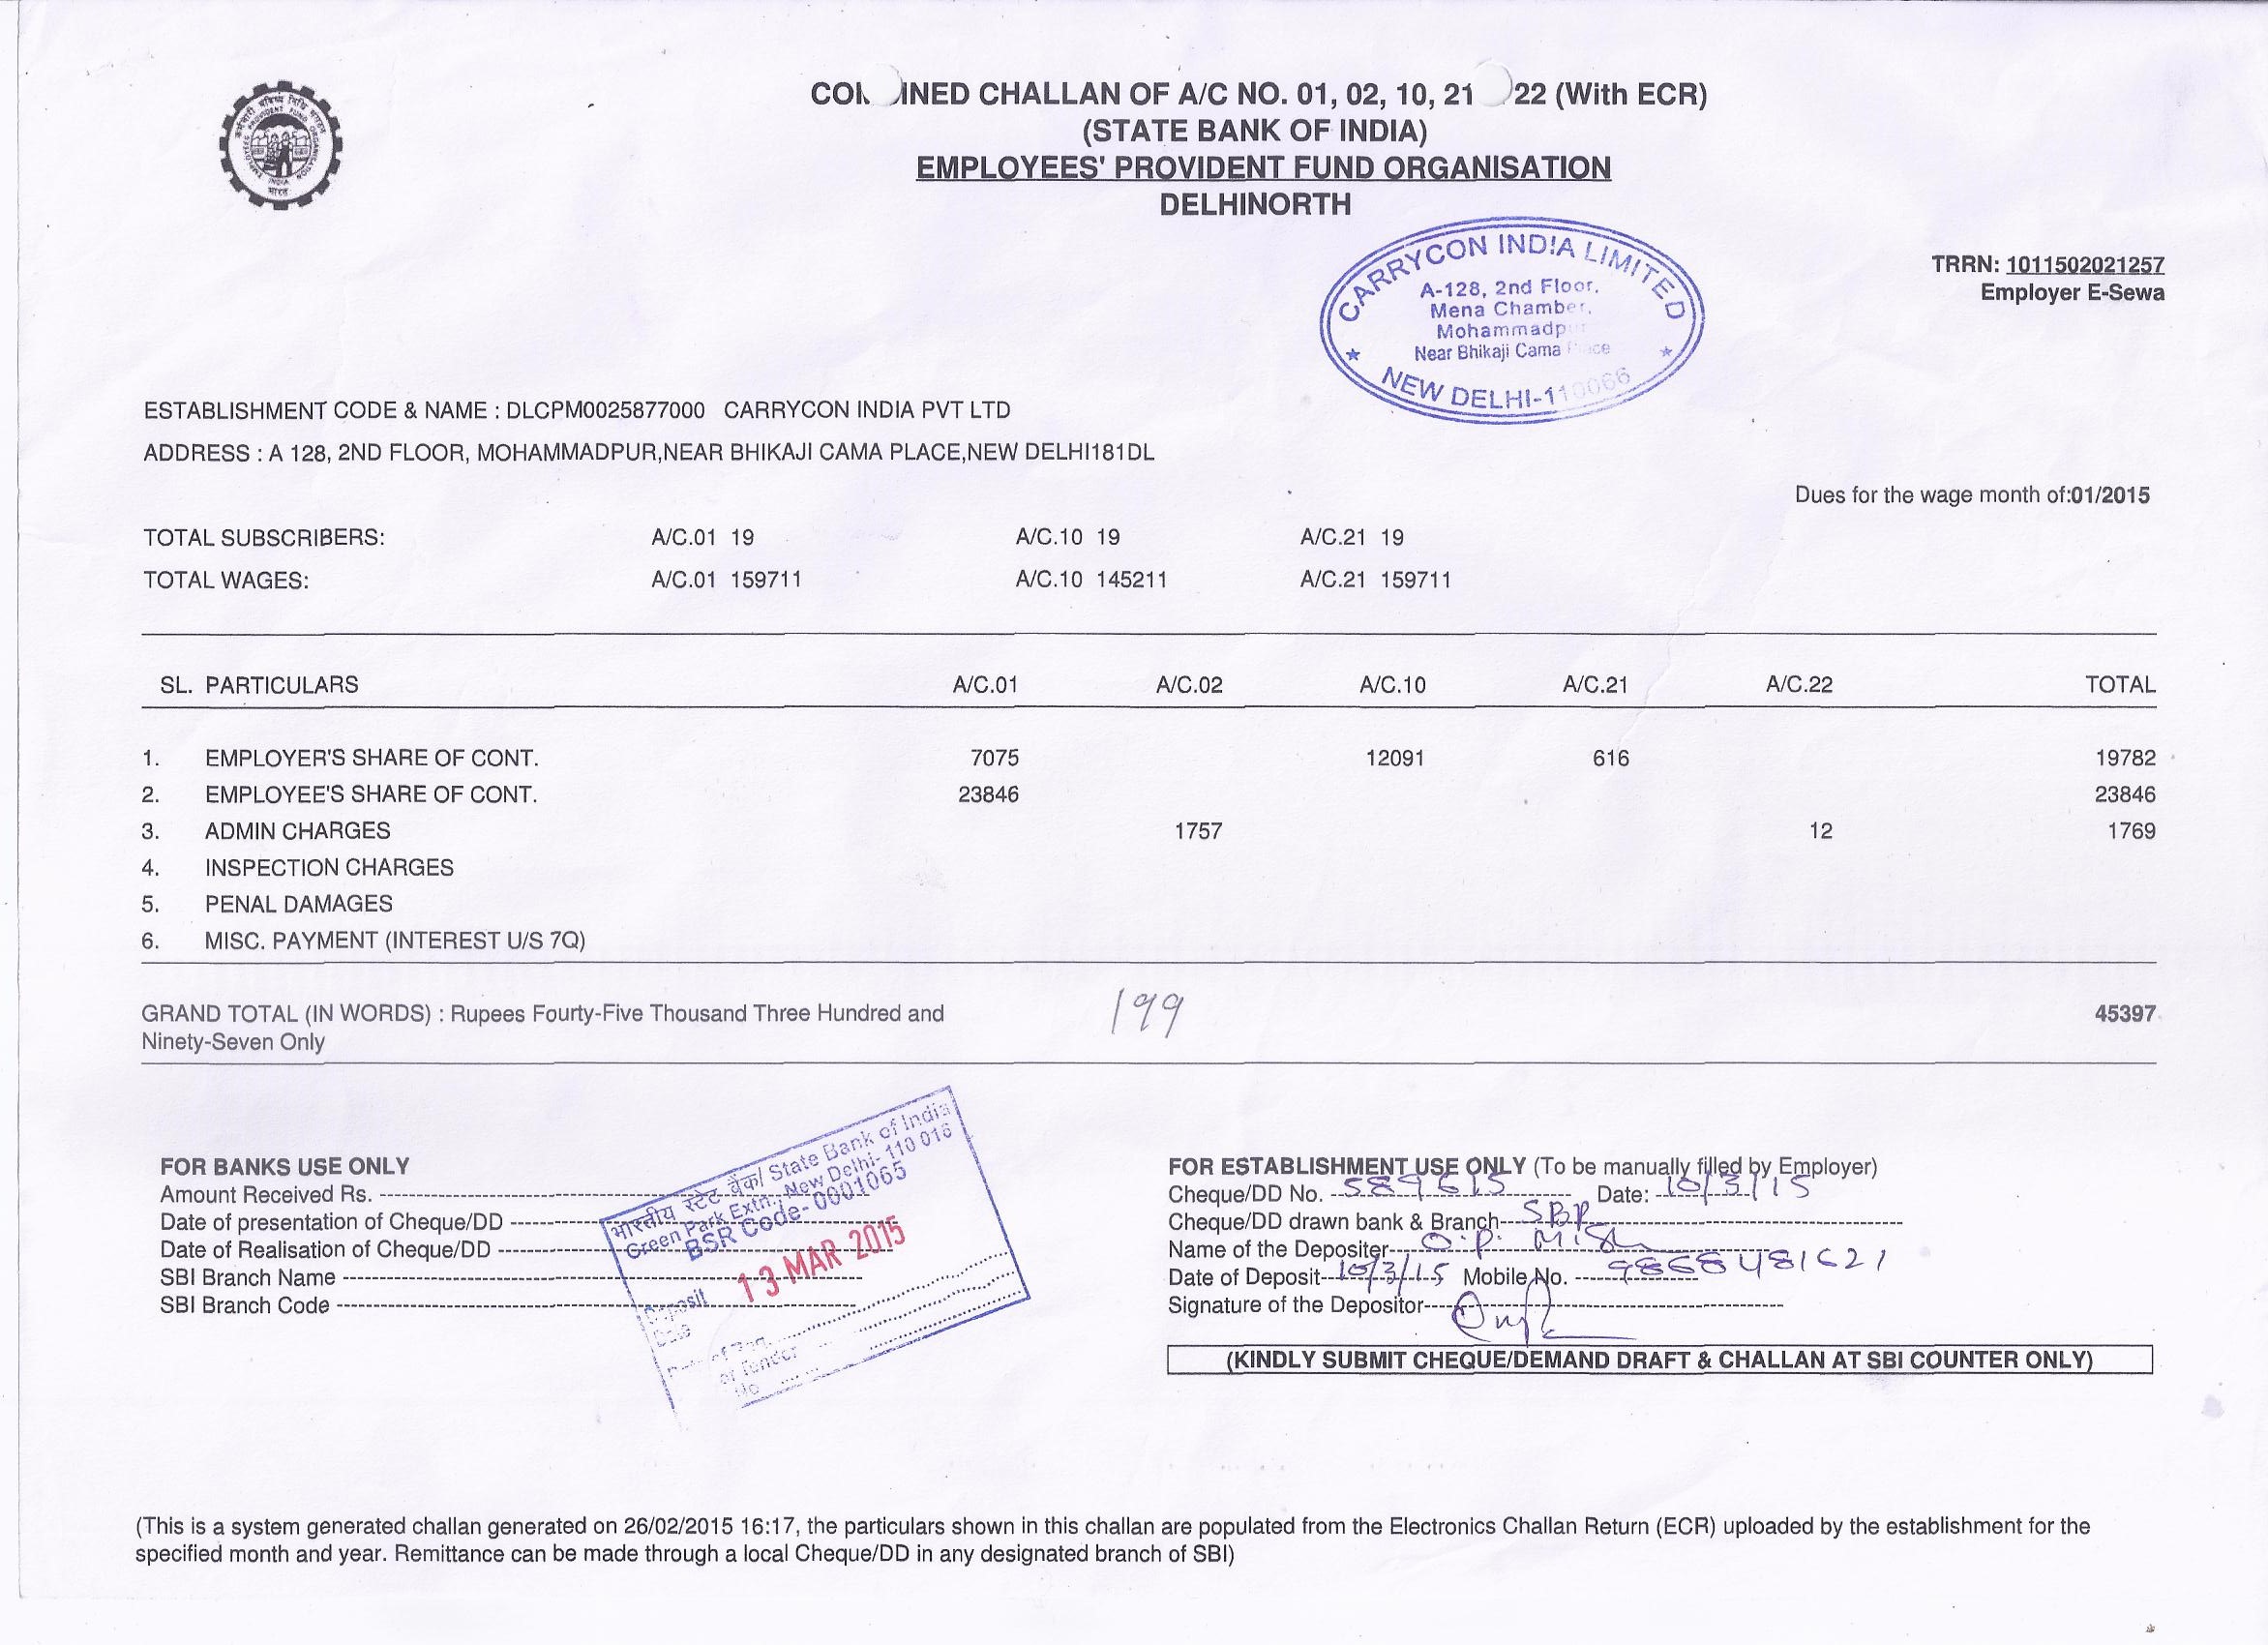 COM INED CHALLAN OF A/C NO. 01, 02, 10, 21 22 (With ECR)
(STATE BANK OF INDIA)
EMPLOYEES' PROVIDENT FUND ORGANISATION
DELHINORTH
CARRYCON INDIA LIMITED
A-128, 2nd Floor,
Mena Chamber,
Mohammadpur
Near Bhikaji Cama Place
NEW DELHI-110066
TRRN: 1011502021257
Employer E-Sewa
ESTABLISHMENT CODE & NAME : DLCPM0025877000 CARRYCON INDIA PVT LTD
ADDRESS : A 128, 2ND FLOOR, MOHAMMADPUR,NEAR BHIKAJI CAMA PLACE,NEW DELHI181DL
Dues for the wage month of:01/2015
TOTAL SUBSCRIBERS: A/C.01 19 A/C.10 19 A/C.21 19
TOTAL WAGES: A/C.01 159711 A/C.10 145211 A/C.21 159711
SL. PARTICULARS A/C.01 A/C.02 A/C.10 A/C.21 A/C.22 TOTAL
1. EMPLOYER'S SHARE OF CONT. 7075 12091 616 19782
2. EMPLOYEE'S SHARE OF CONT. 23846 23846
3. ADMIN CHARGES 1757 12 1769
4. INSPECTION CHARGES
5. PENAL DAMAGES
6. MISC. PAYMENT (INTEREST U/S 7Q)
GRAND TOTAL (IN WORDS) : Rupees Fourty-Five Thousand Three Hundred and 199 45397
Ninety-Seven Only
FOR BANKS USE ONLY
Amount Received Rs.
Date of presentation of Cheque/DD
Date of Realisation of Cheque/DD
SBI Branch Name
SBI Branch Code
भारतीय स्टेट बैंक/ State Bank of India
Green Park Extn., New Delhi- 110 016
BSR Code- 0001065
13 MAR 2015
Deposit
Date
or Tender
No
FOR ESTABLISHMENT USE ONLY (To be manually filled by Employer)
Cheque/DD No. 589615 Date: 10/3/15
Cheque/DD drawn bank & Branch
Name of the Depositer O.P.
Date of Deposit 10/3/15 Mobile No. 9868481621
Signature of the Depositor
(KINDLY SUBMIT CHEQUE/DEMAND DRAFT & CHALLAN AT SBI COUNTER ONLY)
(This is a system generated challan generated on 26/02/2015 16:17, the particulars shown in this challan are populated from the Electronics Challan Return (ECR) uploaded by the establishment for the
specified month and year. Remittance can be made through a local Cheque/DD in any designated branch of SBI)